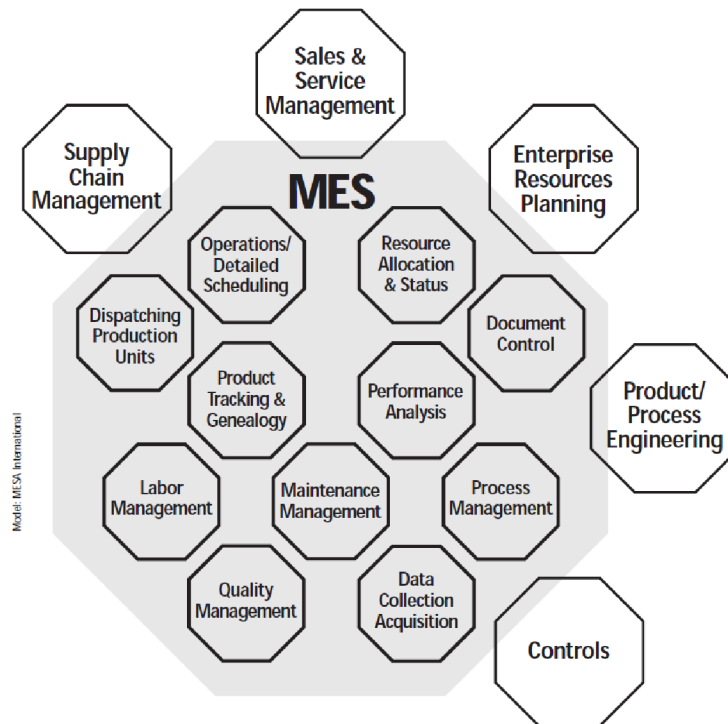 Sales &
Service
Management
Supply
Chain
Management
Enterprise
Resources
Planning
MES
Operations/
Detailed
Scheduling
Resource
Allocation
& Status
Dispatching
Production
Units
Document
Control
Product
Tracking &
Genealogy
Performance
Analysis
Product/
Process
Engineering
Labor
Management
Maintenance
Management
Process
Management
Quality
Management
Data
Collection
Acquisition
Controls
Model: MESA International